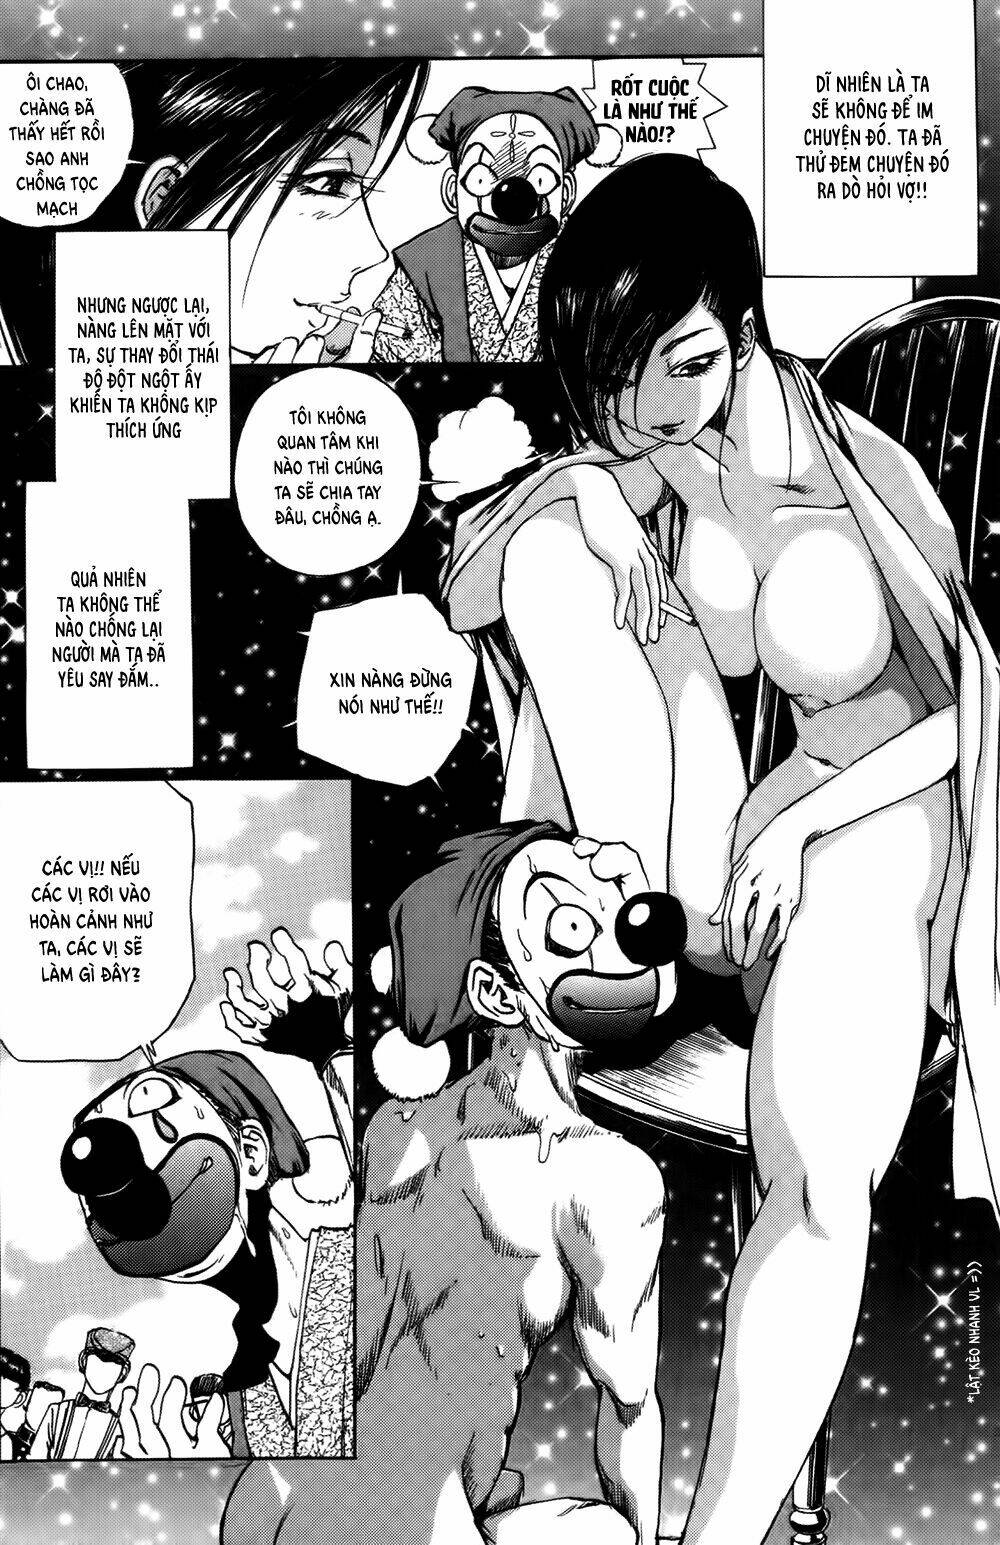 DĨ NHIÊN LÀ TA
SẼ KHÔNG ĐỂ IM
CHUYỆN ĐÓ. TA ĐÃ
THỬ ĐEM CHUYỆN ĐÓ
RA DÒ HỎI VỢ!!
RỐT CUỘC
LÀ NHƯ THẾ
NÀO!?
ÔI CHAO,
CHÀNG ĐÃ
THẤY HẾT RỒI
SAO ANH
CHỒNG TỌC
MẠCH
NHƯNG NGƯỢC LẠI,
NÀNG LÊN MẶT VỚI
TA, SỰ THAY ĐỔI THÁI
ĐỘ ĐỘT NGỘT ẤY
KHIẾN TA KHÔNG KỊP
THÍCH ỨNG
TÔI KHÔNG
QUAN TÂM KHI
NÀO THÌ CHÚNG
TA SẼ CHIA TAY
ĐÂU, CHỒNG Ạ.
QUẢ NHIÊN
TA KHÔNG THỂ
NÀO CHỐNG LẠI
NGƯỜI MÀ TA ĐÃ
YÊU SAY ĐẮM..
XIN NÀNG ĐỪNG
NÓI NHƯ THẾ!!
CÁC VỊ!! NẾU
CÁC VỊ RƠI VÀO
HOÀN CẢNH NHƯ
TA, CÁC VỊ SẼ
LÀM GÌ ĐÂY?
*LẬT KÈO NHANH VL =))